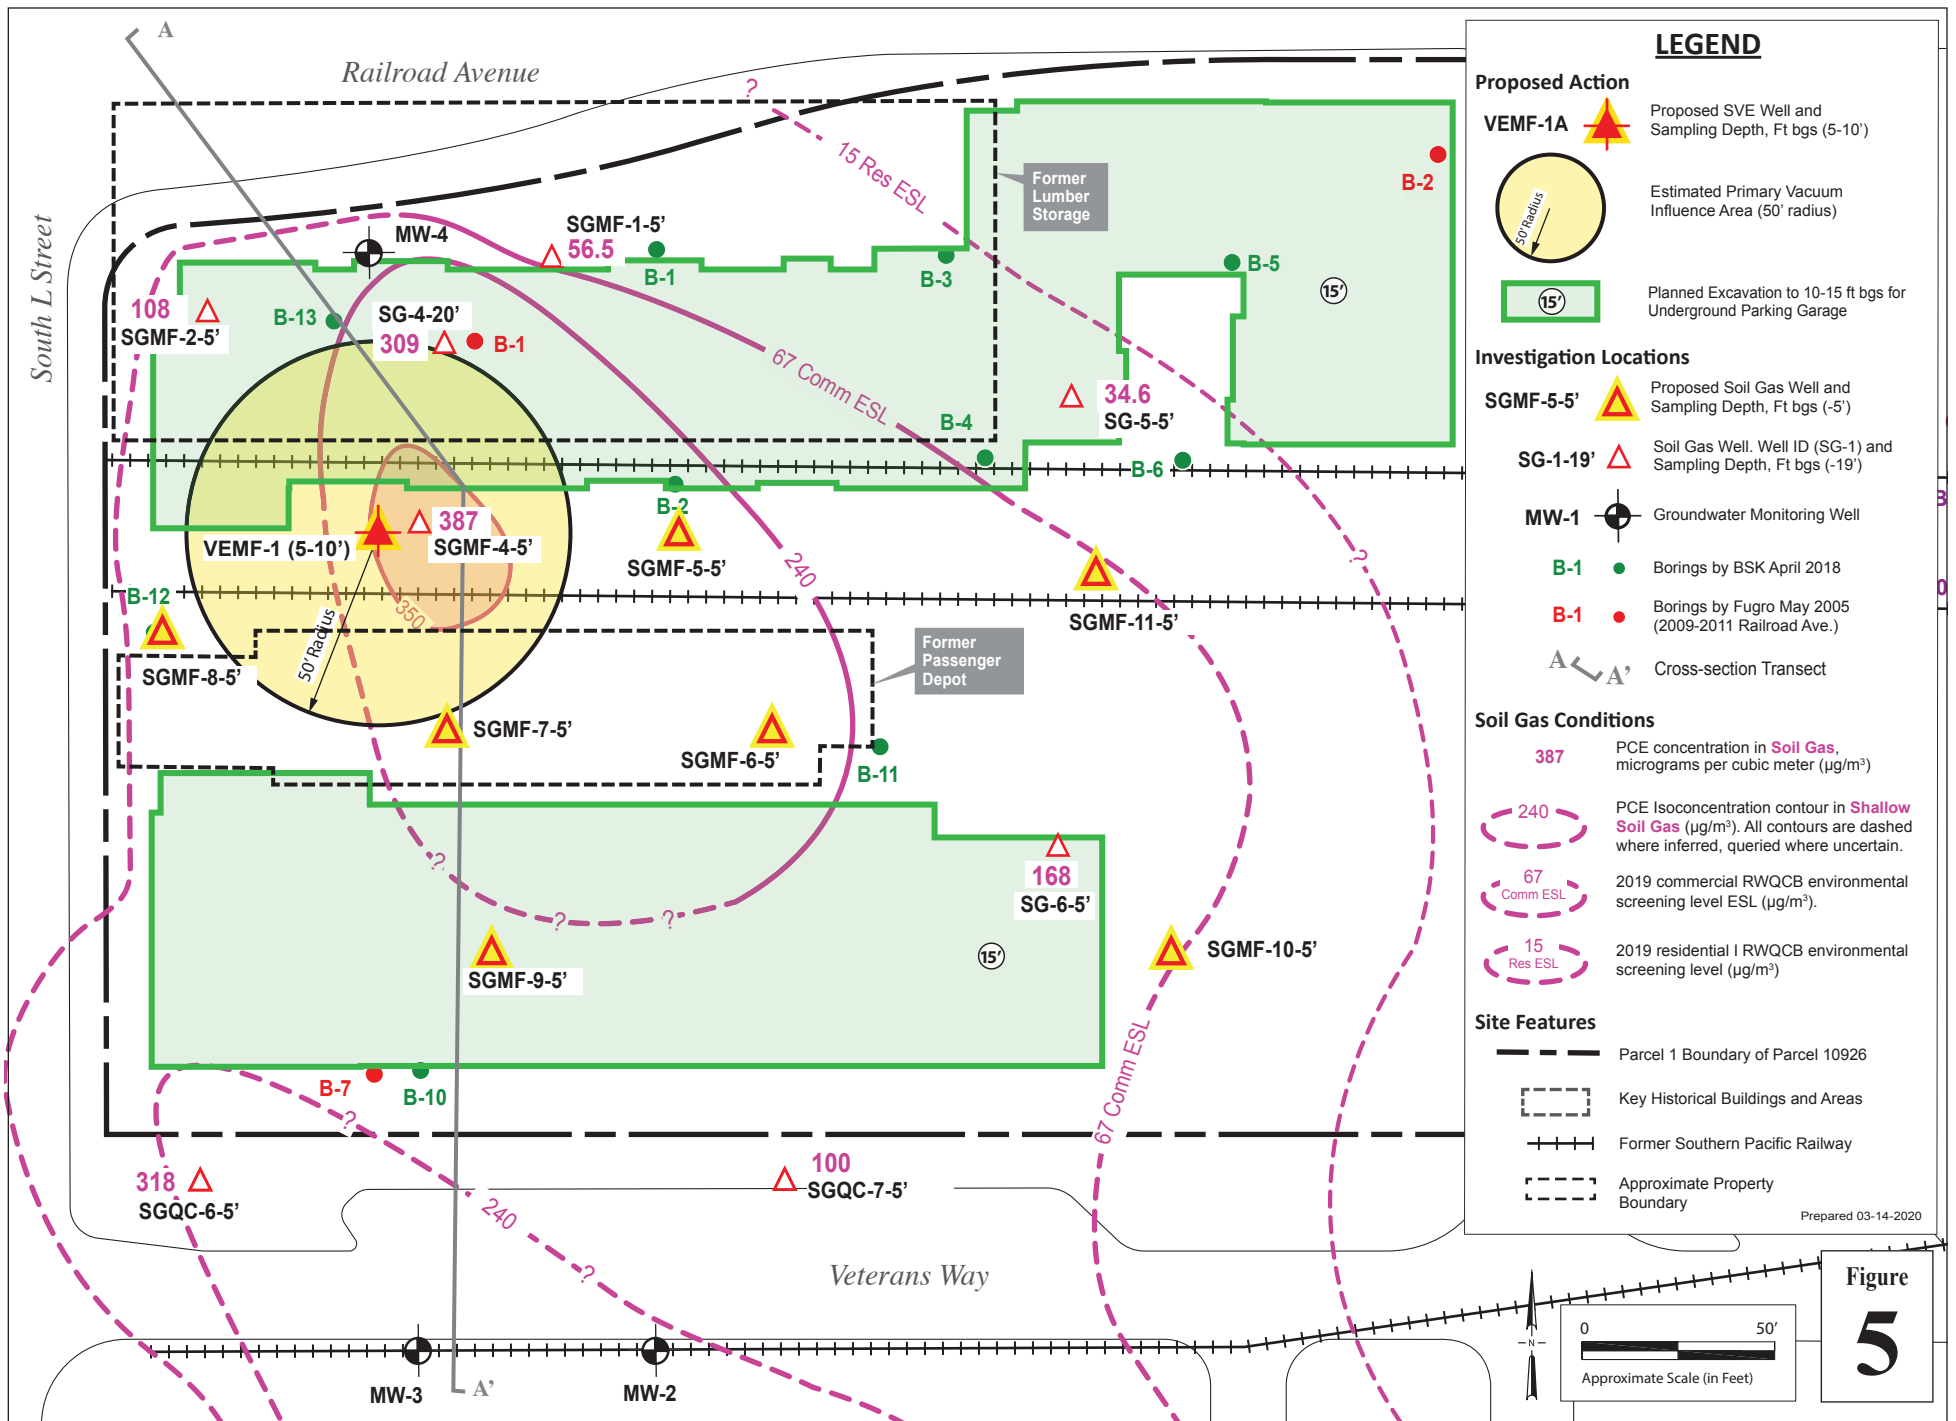 A
Railroad Avenue
South L Street
?
15 Res ESL
Former
Lumber
Storage
B-2
MW-4
SGMF-1-5’
56.5
B-1
B-3
B-5
15’
108
SGMF-2-5’
B-13
SG-4-20’
309
B-1
67 Comm ESL
34.6
SG-5-5’
B-4
B-6
B-2
387
SGMF-4-5’
VEMF-1 (5-10’)
SGMF-5-5’
240
?
SGMF-11-5’
B-12
350
50’ Radius
SGMF-8-5’
Former
Passenger
Depot
SGMF-7-5’
SGMF-6-5’
B-11
?
168
SG-6-5’
?
?
SGMF-9-5’
15’
SGMF-10-5’
67 Comm ESL
B-7
B-10
?
318
SGQC-6-5’
100
SGQC-7-5’
240
?
Veterans Way
MW-3
A’
MW-2
LEGEND
Proposed Action
VEMF-1A
Proposed SVE Well and
Sampling Depth, Ft bgs (5-10’)
50’ Radius
Estimated Primary Vacuum
Influence Area (50’ radius)
15’
Planned Excavation to 10-15 ft bgs for
Underground Parking Garage
Investigation Locations
SGMF-5-5’
Proposed Soil Gas Well and
Sampling Depth, Ft bgs (-5’)
SG-1-19’
Soil Gas Well. Well ID (SG-1) and
Sampling Depth, Ft bgs (-19’)
MW-1
Groundwater Monitoring Well
B-1
Borings by BSK April 2018
B-1
Borings by Fugro May 2005
(2009-2011 Railroad Ave.)
A A’
Cross-section Transect
Soil Gas Conditions
387
PCE concentration in Soil Gas,
micrograms per cubic meter (µg/m³)
240
PCE Isoconcentration contour in Shallow
Soil Gas (µg/m³). All contours are dashed
where inferred, queried where uncertain.
67
Comm ESL
2019 commercial RWQCB environmental
screening level ESL (µg/m³).
15
Res ESL
2019 residential I RWQCB environmental
screening level (µg/m³)
Site Features
Parcel 1 Boundary of Parcel 10926
Key Historical Buildings and Areas
Former Southern Pacific Railway
Approximate Property
Boundary
Prepared 03-14-2020
N
0 50’
Approximate Scale (in Feet)
Figure
5